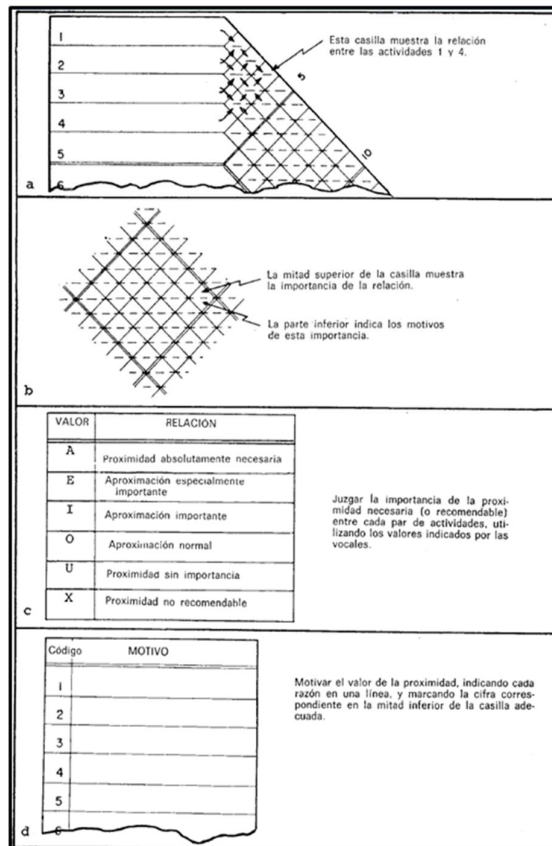 1
2
3
4
5
6
5
10
Esta casilla muestra la relación
entre las actividades 1 y 4.
a
La mitad superior de la casilla muestra
la importancia de la relación.
La parte inferior indica los motivos
de esta importancia.
b
VALOR RELACIÓN
A Proximidad absolutamente necesaria
E Aproximación especialmente
importante
I Aproximación importante
O Aproximación normal
U Proximidad sin importancia
X Proximidad no recomendable
Juzgar la importancia de la proxi-
midad necesaria (o recomendable)
entre cada par de actividades, uti-
lizando los valores indicados por las
vocales.
c
Código MOTIVO
1
2
3
4
5
6
Motivar el valor de la proximidad, indicando cada
razón en una línea, y marcando la cifra corres-
pondiente en la mitad inferior de la casilla ade-
cuada.
d